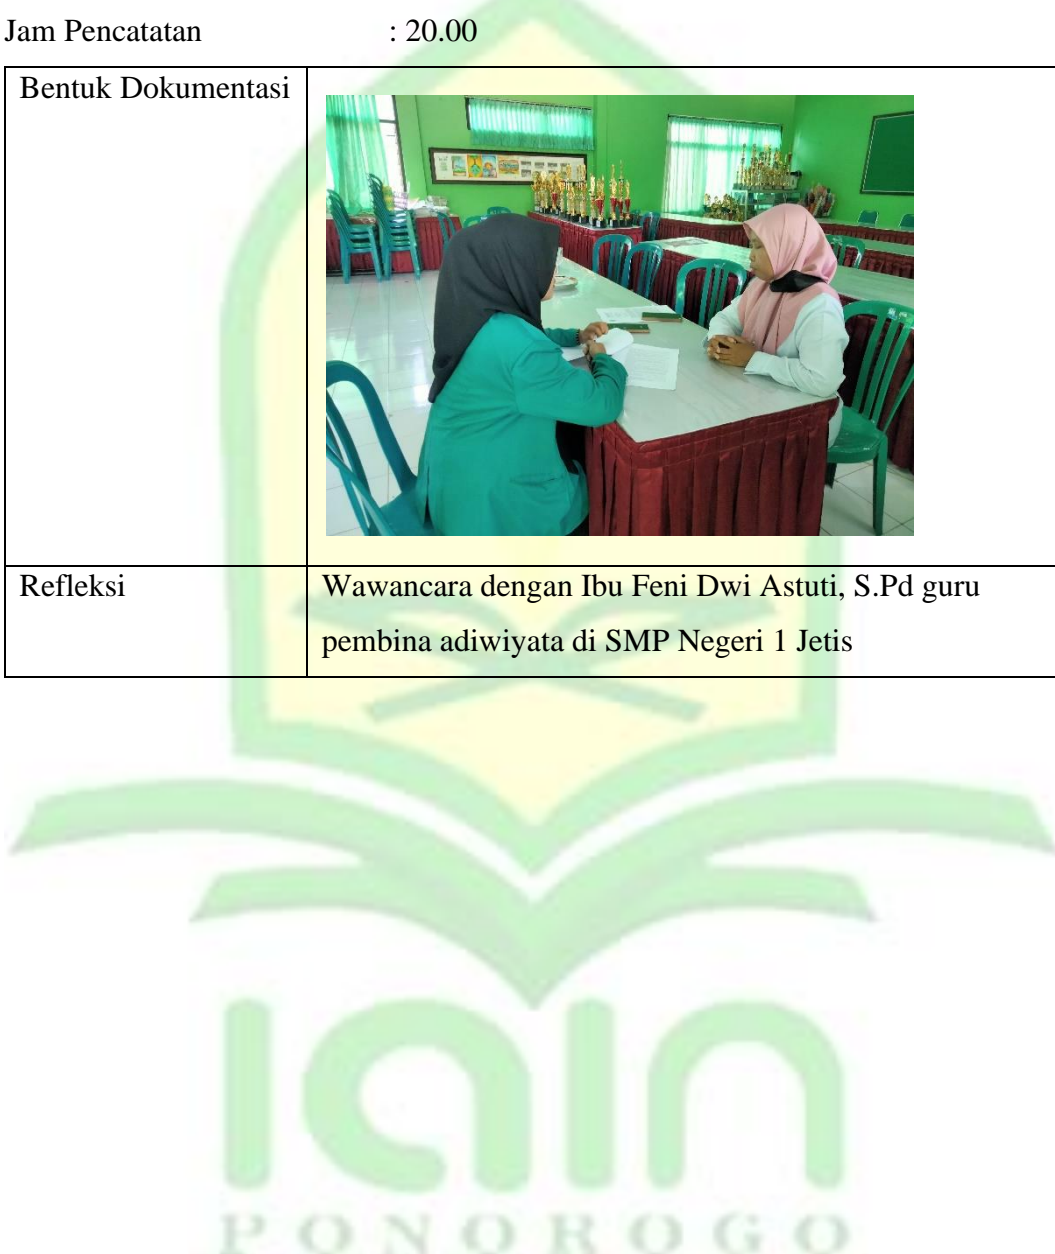 Jam Pencatatan : 20.00
Bentuk Dokumentasi
Refleksi
Wawancara dengan Ibu Feni Dwi Astuti, S.Pd guru
pembina adiwiyata di SMP Negeri 1 Jetis
iain
PONOROGO